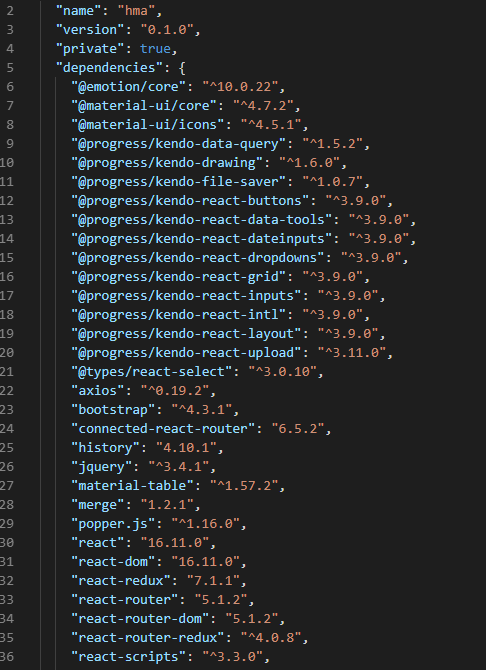 2 "name": "hma",
3 "version": "0.1.0",
4 "private": true,
5 "dependencies": {
6 "@emotion/core": "^10.0.22",
7 "@material-ui/core": "^4.7.2",
8 "@material-ui/icons": "^4.5.1",
9 "@progress/kendo-data-query": "^1.5.2",
10 "@progress/kendo-drawing": "^1.6.0",
11 "@progress/kendo-file-saver": "^1.0.7",
12 "@progress/kendo-react-buttons": "^3.9.0",
13 "@progress/kendo-react-data-tools": "^3.9.0",
14 "@progress/kendo-react-dateinputs": "^3.9.0",
15 "@progress/kendo-react-dropdowns": "^3.9.0",
16 "@progress/kendo-react-grid": "^3.9.0",
17 "@progress/kendo-react-inputs": "^3.9.0",
18 "@progress/kendo-react-intl": "^3.9.0",
19 "@progress/kendo-react-layout": "^3.9.0",
20 "@progress/kendo-react-upload": "^3.11.0",
21 "@types/react-select": "^3.0.10",
22 "axios": "^0.19.2",
23 "bootstrap": "^4.3.1",
24 "connected-react-router": "6.5.2",
25 "history": "4.10.1",
26 "jquery": "^3.4.1",
27 "material-table": "^1.57.2",
28 "merge": "1.2.1",
29 "popper.js": "^1.16.0",
30 "react": "16.11.0",
31 "react-dom": "16.11.0",
32 "react-redux": "7.1.1",
33 "react-router": "5.1.2",
34 "react-router-dom": "5.1.2",
35 "react-router-redux": "^4.0.8",
36 "react-scripts": "^3.3.0",